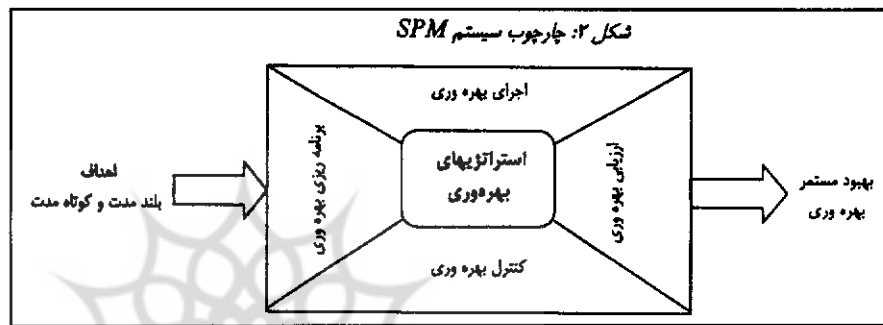 شکل ۲: چارچوب سیستم SPM
اجرای بهره وری
برنامه ریزی بهره وری
استراتژیهای
بهره‌وری
ارزیابی بهره وری
کنترل بهره وری
اهداف
بلند مدت و کوتاه مدت
بهبود مستمر
بهره وری